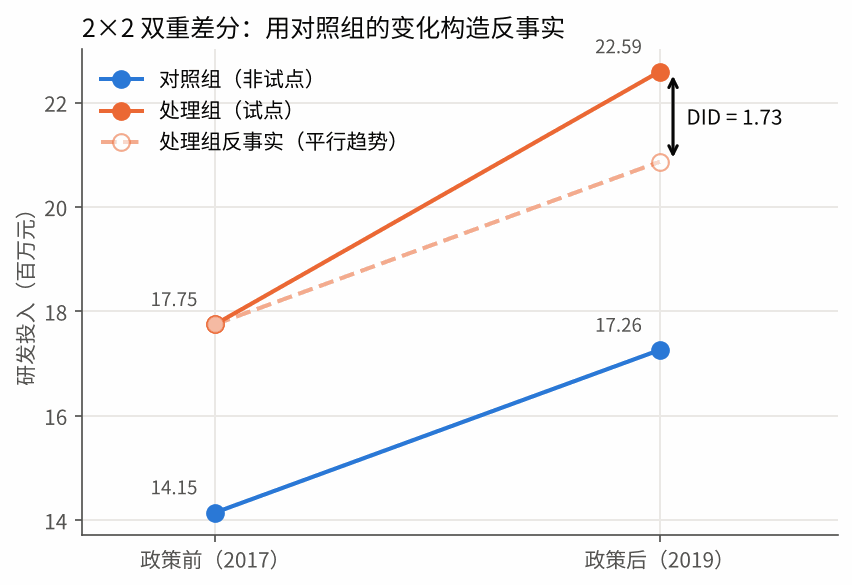 2×2 双重差分：用对照组的变化构造反事实
22.59
对照组（非试点）
处理组（试点）
处理组反事实（平行趋势）
DID = 1.73
17.75
17.26
14.15
22
20
18
16
14
研发投入（百万元）
政策前（2017）
政策后（2019）